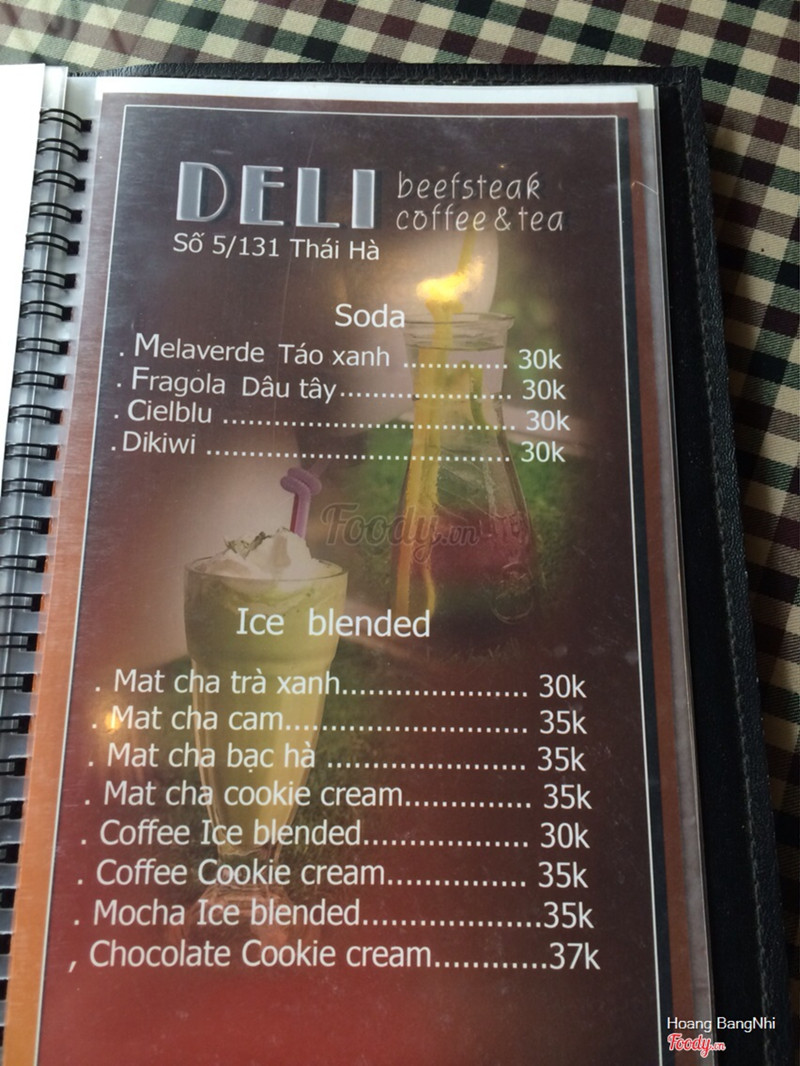 DELI beefsteak
coffee & tea
Số 5/131 Thái Hà
Soda
. Melaverde Táo xanh ............. 30k
. Fragola Dâu tây...................... 30k
. Cielblu ..................................... 30k
. Dikiwi ....................................... 30k
Foody.vn
Ice blended
. Mat cha trà xanh...................... 30k
. Mat cha cam............................. 35k
. Mat cha bạc hà ......................... 35k
. Mat cha cookie cream.............. 35k
. Coffee Ice blended.................... 30k
. Coffee Cookie cream................. 35k
. Mocha Ice blended....................35k
, Chocolate Cookie cream............37k
Hoang BangNhi
Foody.vn